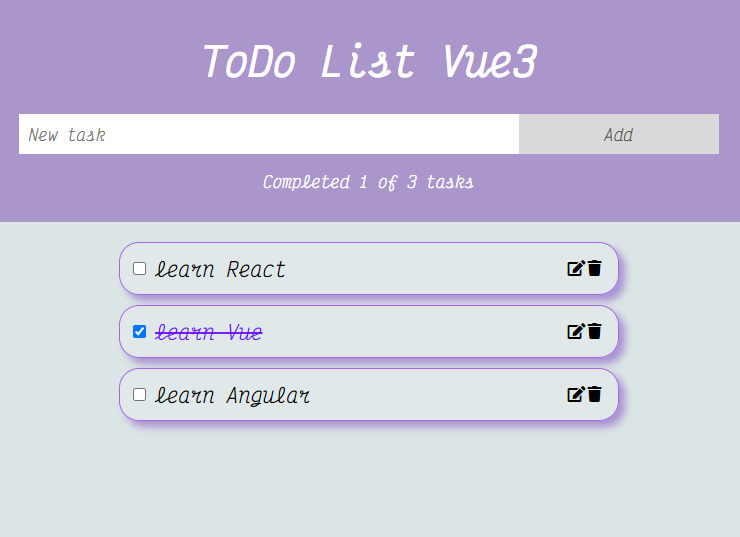 ToDo List Vue3
New task
Add
Completed 1 of 3 tasks
learn React
learn Vue
learn Angular